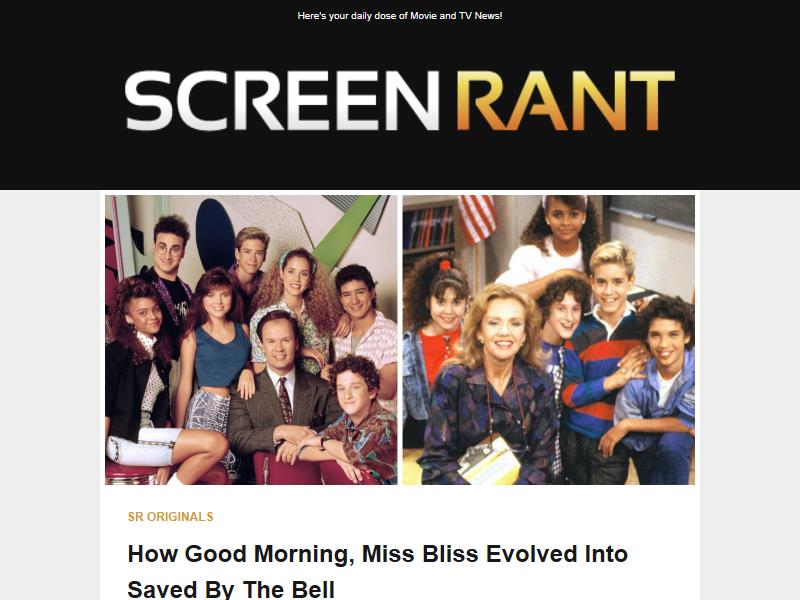 Here's your daily dose of Movie and TV News!
SCREEN RANT
SR ORIGINALS
How Good Morning, Miss Bliss Evolved Into
Saved By The Bell